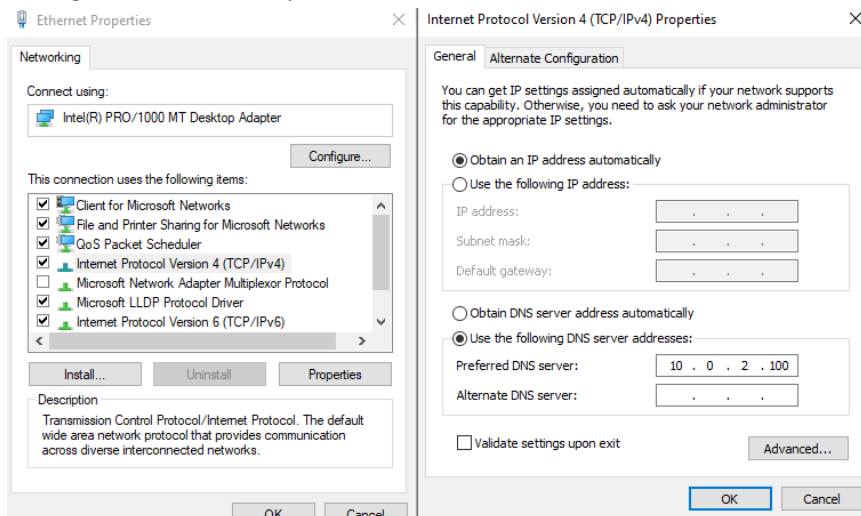 Ethernet Properties
Networking
Connect using:
Intel(R) PRO/1000 MT Desktop Adapter
Configure...
This connection uses the following items:
Client for Microsoft Networks
File and Printer Sharing for Microsoft Networks
QoS Packet Scheduler
Internet Protocol Version 4 (TCP/IPv4)
Microsoft Network Adapter Multiplexor Protocol
Microsoft LLDP Protocol Driver
Internet Protocol Version 6 (TCP/IPv6)
Install...
Uninstall
Properties
Description
Transmission Control Protocol/Internet Protocol. The default
wide area network protocol that provides communication
across diverse interconnected networks.
OK
Cancel
Internet Protocol Version 4 (TCP/IPv4) Properties
General
Alternate Configuration
You can get IP settings assigned automatically if your network supports
this capability. Otherwise, you need to ask your network administrator
for the appropriate IP settings.
Obtain an IP address automatically
Use the following IP address:
IP address:
Subnet mask:
Default gateway:
Obtain DNS server address automatically
Use the following DNS server addresses:
Preferred DNS server:
10 . 0 . 2 . 100
Alternate DNS server:
Validate settings upon exit
Advanced...
OK
Cancel